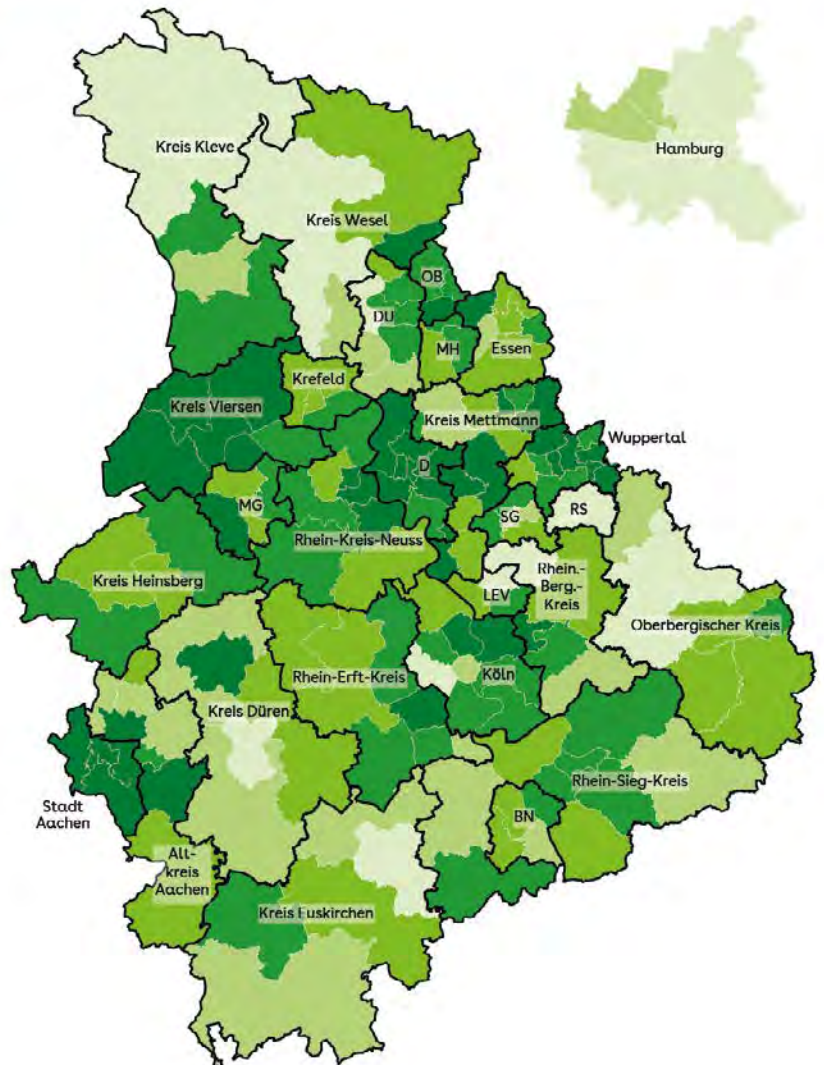 Kreis Kleve
Hamburg
Kreis Wesel
OB
DU
MH
Essen
Krefeld
Kreis Viersen
Kreis Mettmann
Wuppertal
D
MG
SG
RS
Rhein-Kreis-Neuss
Kreis Heinsberg
LEV
Rhein.-
Berg.-
Kreis
Oberbergischer Kreis
Rhein-Erft-Kreis
Köln
Kreis Düren
Rhein-Sieg-Kreis
Stadt
Aachen
BN
Alt-
kreis
Aachen
Kreis Euskirchen